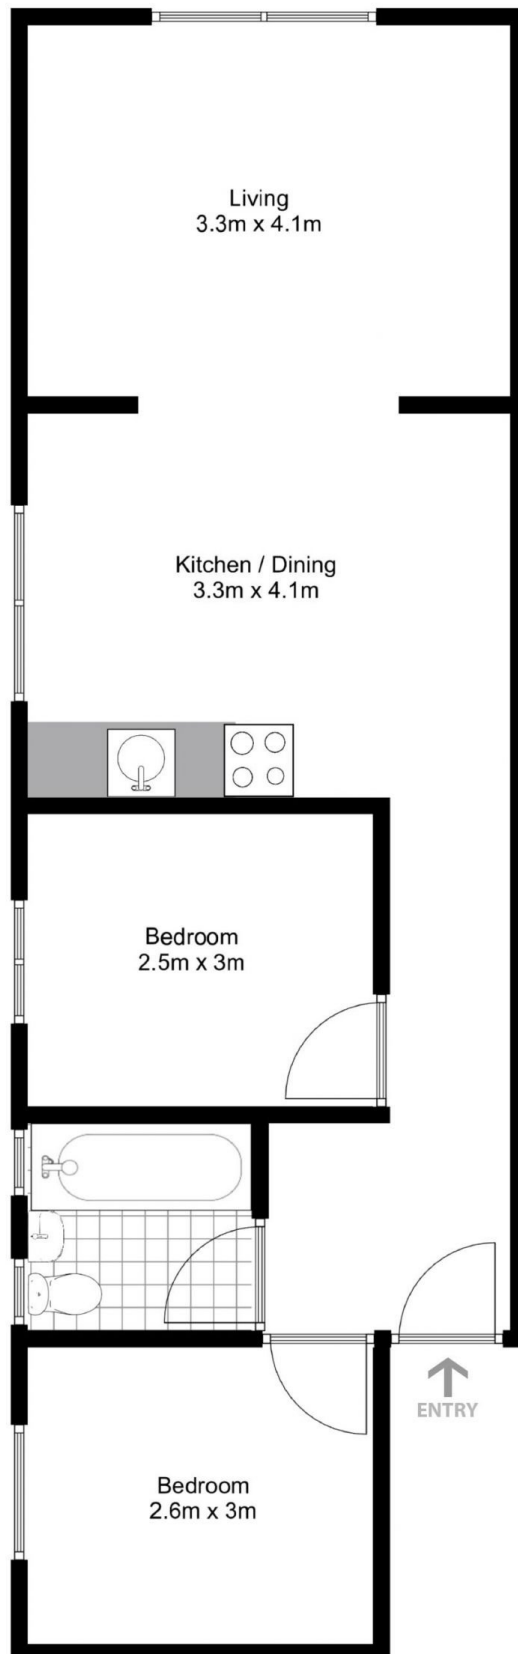 Living
3.3m x 4.1m
Kitchen / Dining
3.3m x 4.1m
Bedroom
2.5m x 3m
ENTRY
Bedroom
2.6m x 3m